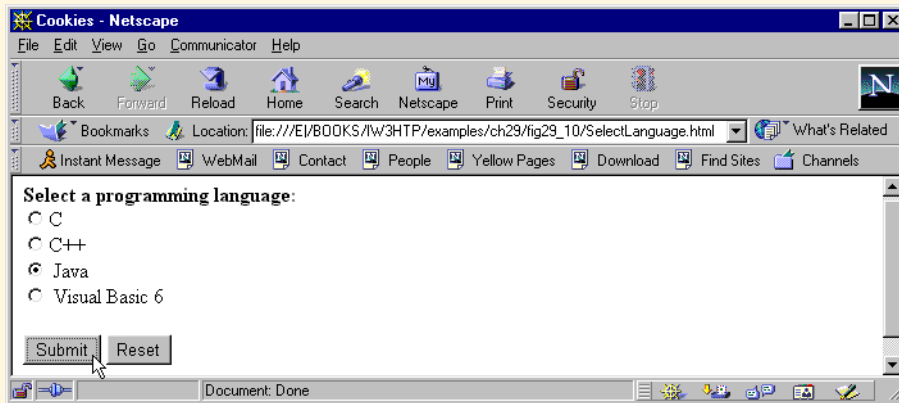 Cookies - Netscape
File Edit View Go Communicator Help
Back Forward Reload Home Search Netscape Print Security Stop
My
N
Bookmarks Location: file:///E|/BOOKS/IW3HTP/examples/ch29/fig29_10/SelectLanguage.html What's Related
Instant Message WebMail Contact People Yellow Pages Download Find Sites Channels
Select a programming language:
C
C++
Java
Visual Basic 6
Submit Reset
Document: Done